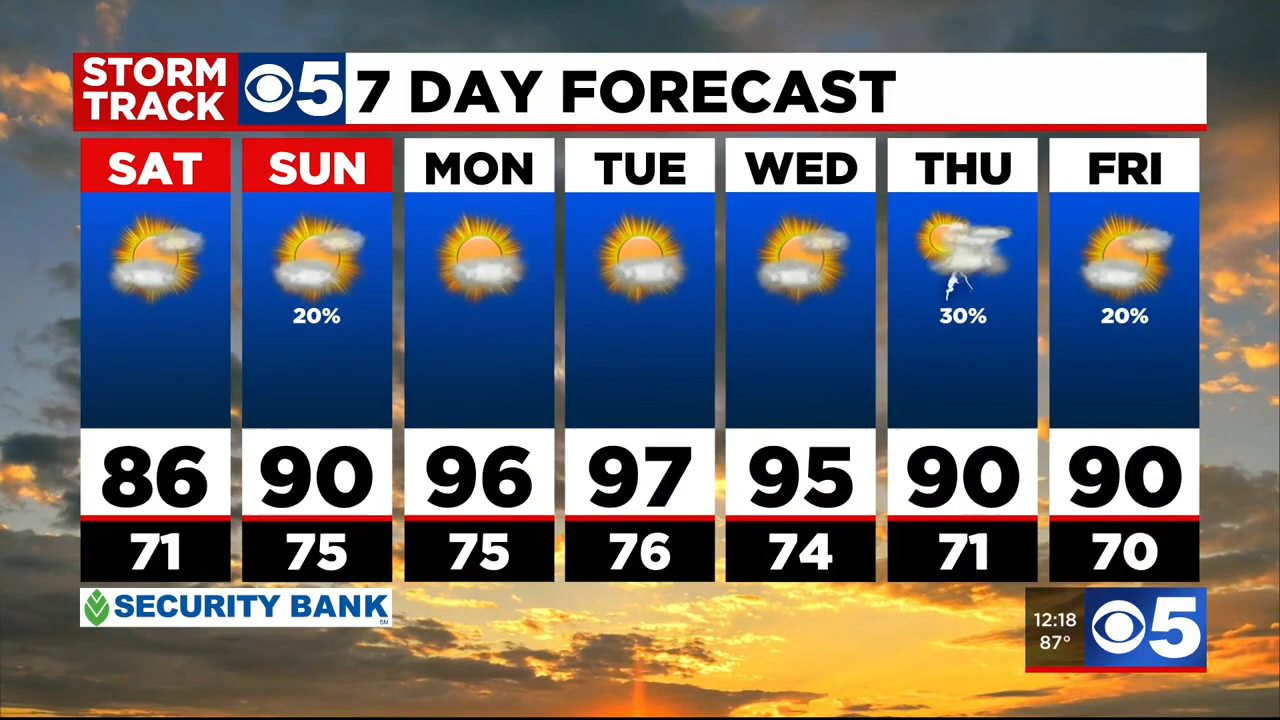 STORM
TRACK
5
7 DAY FORECAST
SAT SUN MON TUE WED THU FRI
20% 30% 20%
86 90 96 97 95 90 90
71 75 75 76 74 71 70
SECURITY BANK SM
12:18
87°
5